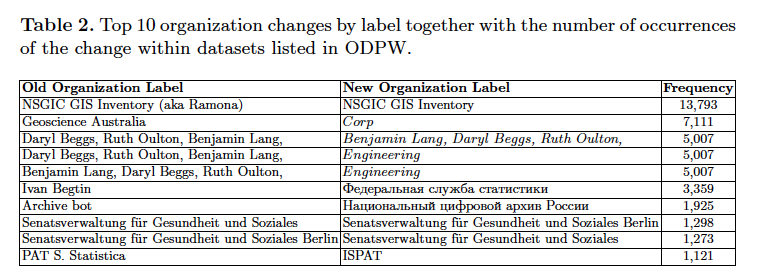 Table 2. Top 10 organization changes by label together with the number of occurrences
of the change within datasets listed in ODPW.
Old Organization Label New Organization Label Frequency
NSGIC GIS Inventory (aka Ramona) NSGIC GIS Inventory 13,793
Geoscience Australia Corp 7,111
Daryl Beggs, Ruth Oulton, Benjamin Lang, Benjamin Lang, Daryl Beggs, Ruth Oulton, 5,007
Daryl Beggs, Ruth Oulton, Benjamin Lang, Engineering 5,007
Benjamin Lang, Daryl Beggs, Ruth Oulton, Engineering 5,007
Ivan Begtin Федеральная служба статистики 3,359
Archive bot Национальный цифровой архив России 1,925
Senatsverwaltung für Gesundheit und Soziales Senatsverwaltung für Gesundheit und Soziales Berlin 1,298
Senatsverwaltung für Gesundheit und Soziales Berlin Senatsverwaltung für Gesundheit und Soziales 1,273
PAT S. Statistica ISPAT 1,121